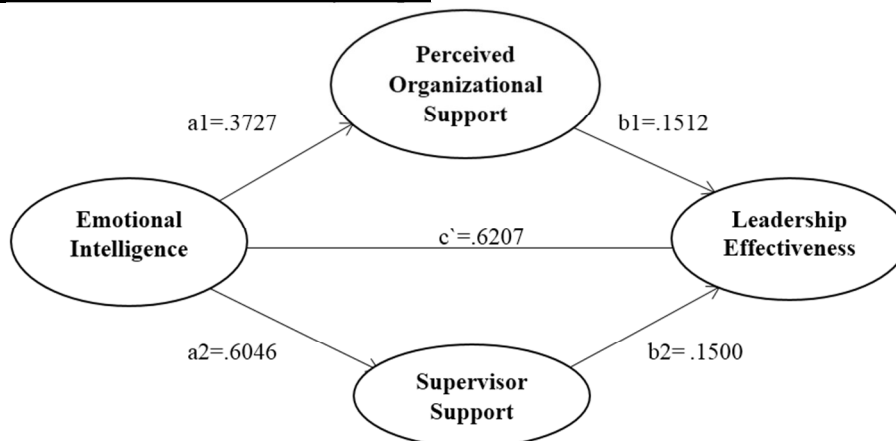 Perceived
Organizational
Support
a1=.3727
b1=.1512
Emotional
Intelligence
c`=.6207
Leadership
Effectiveness
a2=.6046
b2= .1500
Supervisor
Support